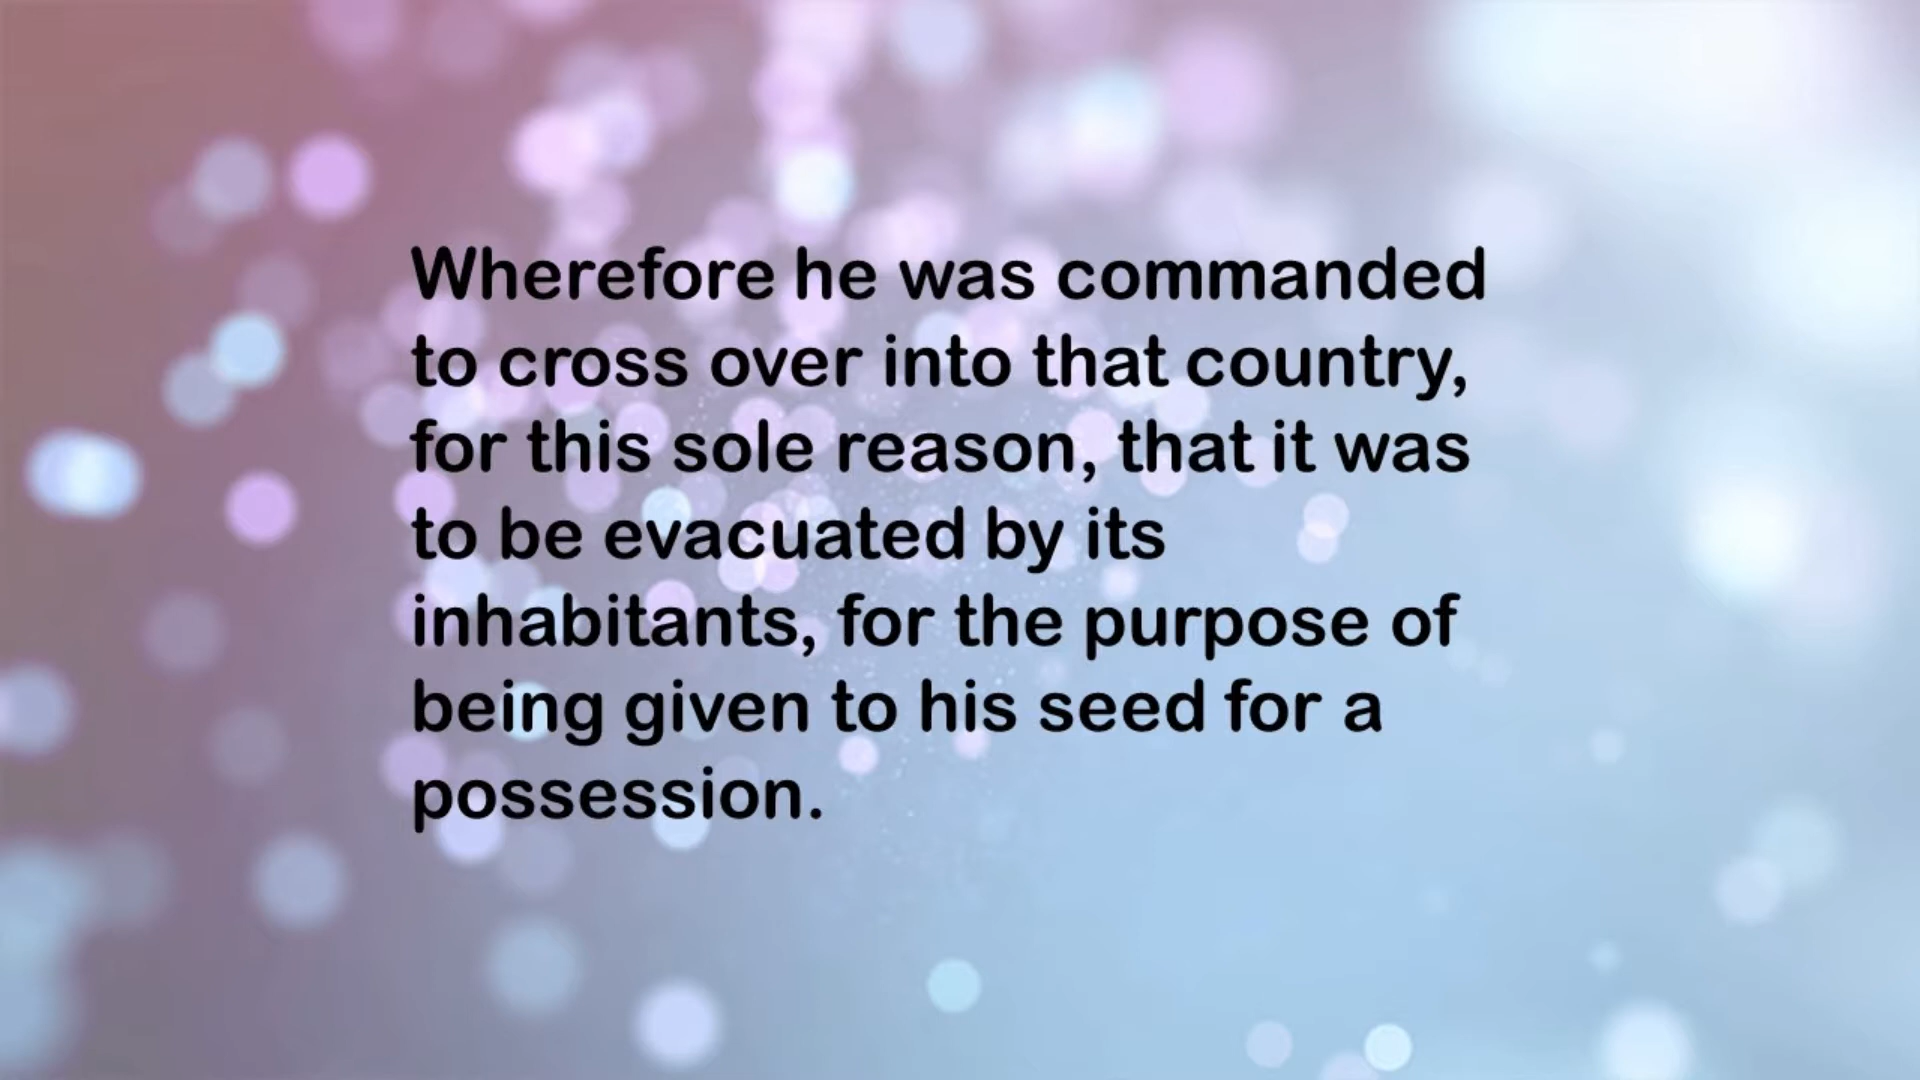 Wherefore he was commanded
to cross over into that country,
for this sole reason, that it was
to be evacuated by its
inhabitants, for the purpose of
being given to his seed for a
possession.